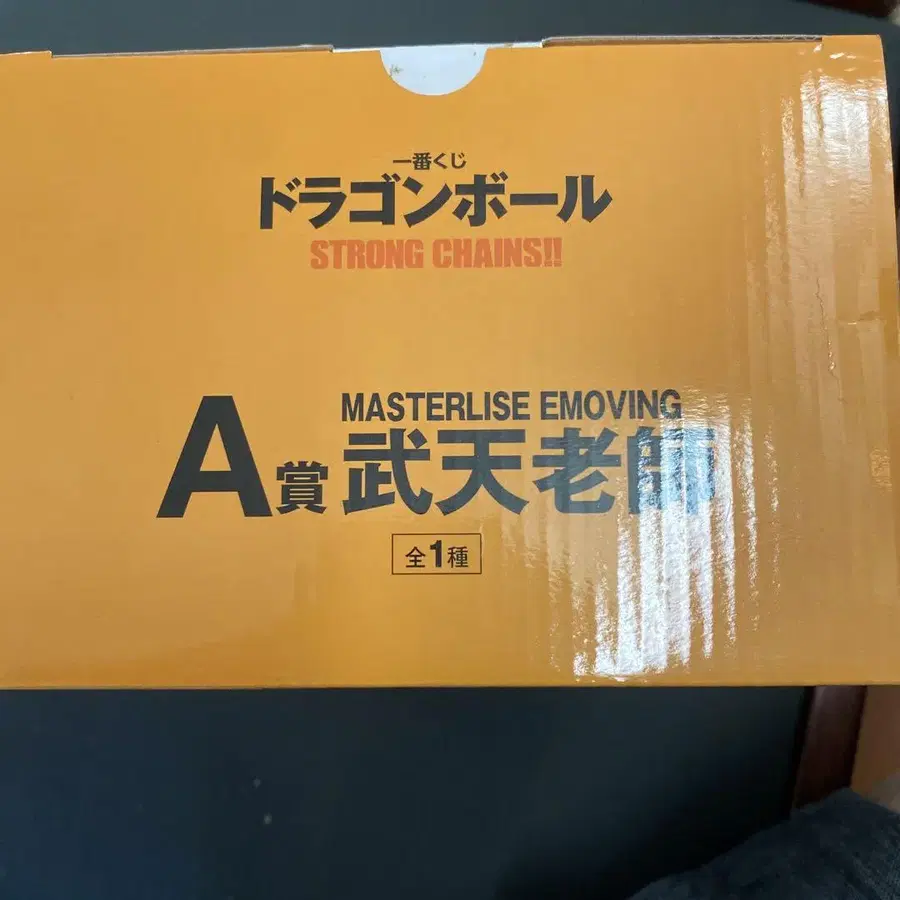 一番くじ
ドラゴンボール
STRONG CHAINS!!
MASTERLISE EMOVING
A賞 武天老師
全1種